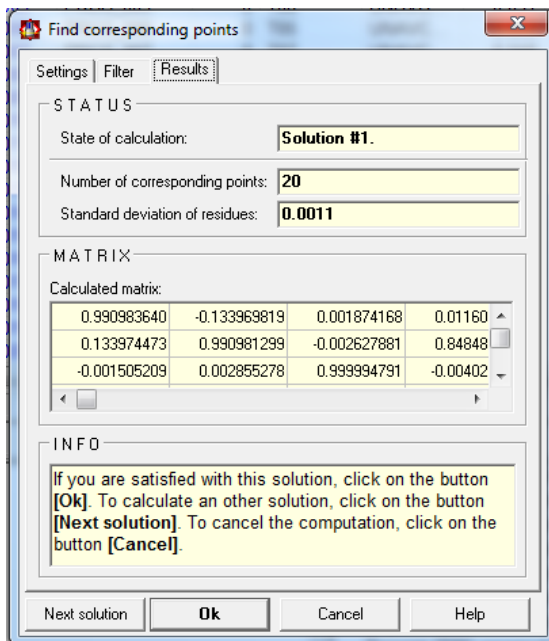 Find corresponding points
Settings Filter Results
STATUS
State of calculation: Solution #1.
Number of corresponding points: 20
Standard deviation of residues: 0.0011
MATRIX
Calculated matrix:
0.990983640 -0.133969819 0.001874168 0.01160
0.133974473 0.990981299 -0.002627881 0.84848
-0.001505209 0.002855278 0.999994791 -0.00402
INFO
If you are satisfied with this solution, click on the button
[Ok]. To calculate an other solution, click on the button
[Next solution]. To cancel the computation, click on the
button [Cancel].
Next solution Ok Cancel Help